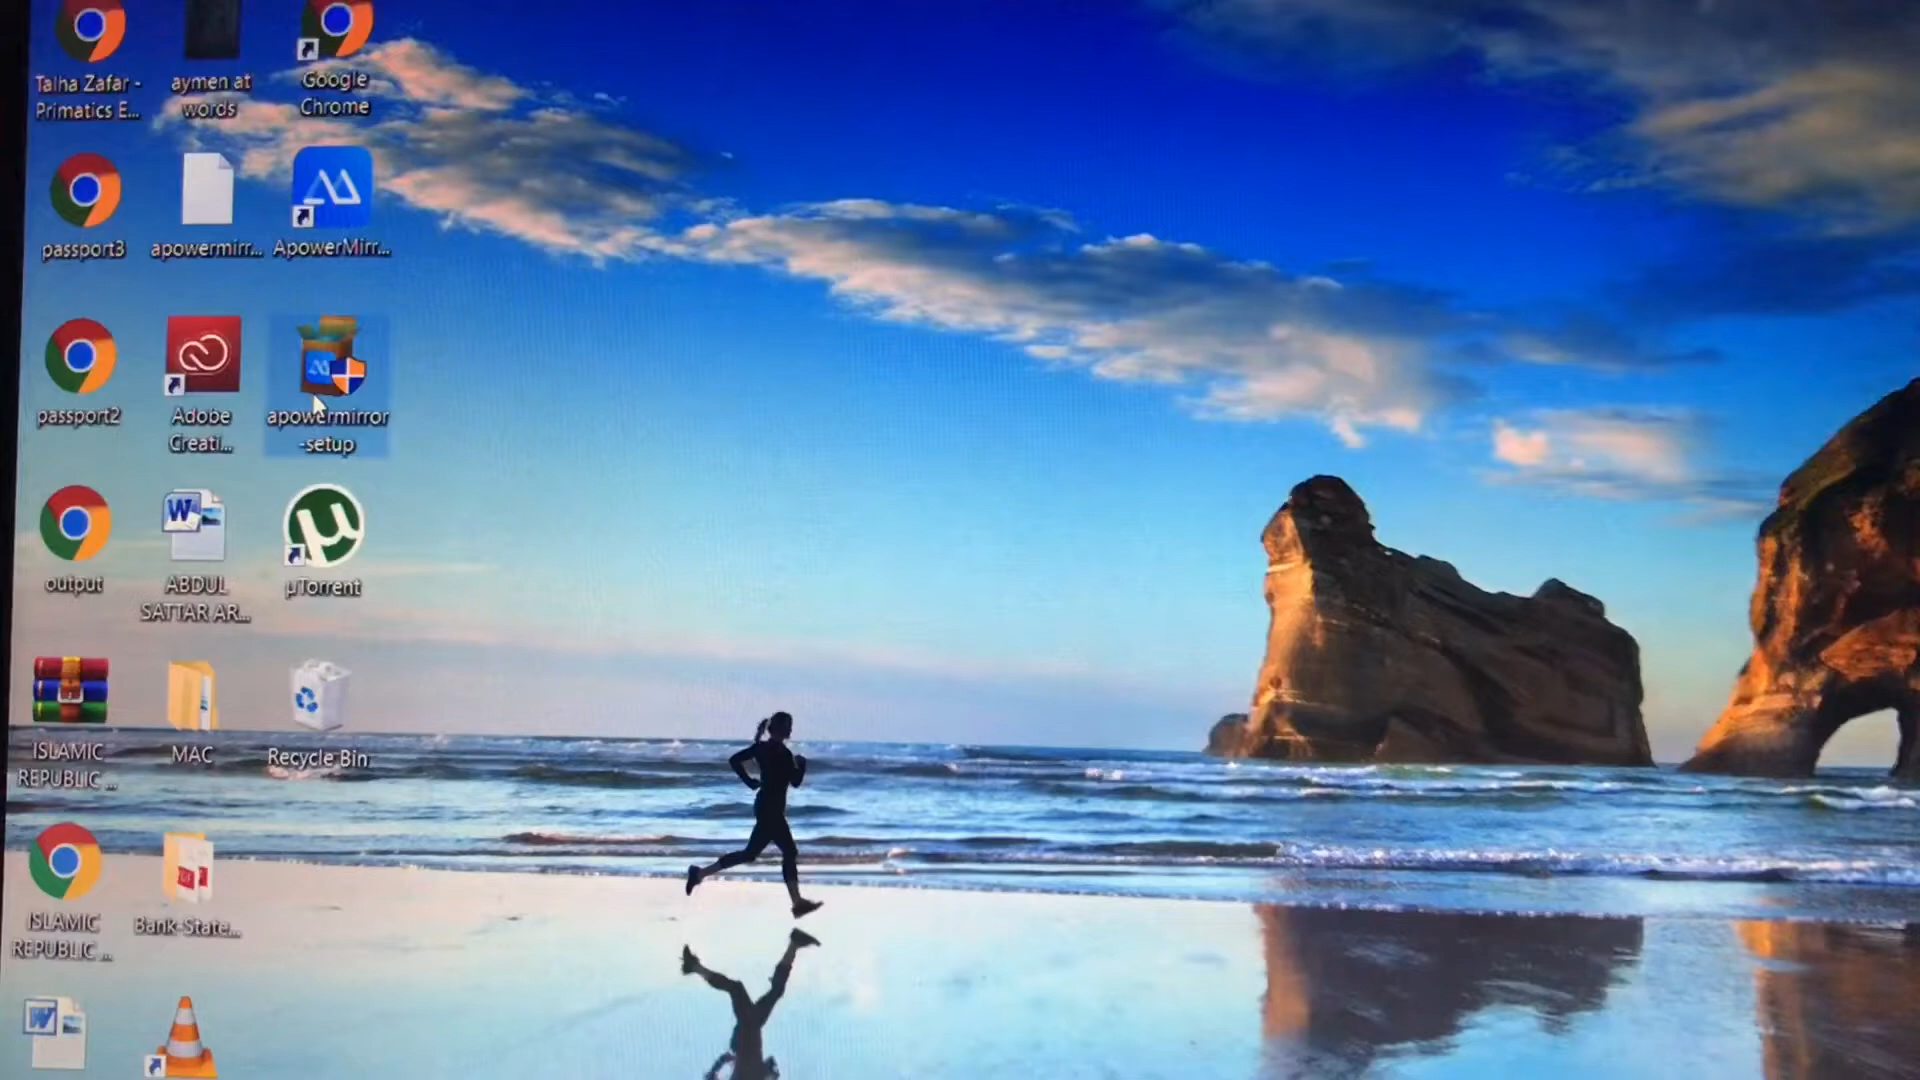 Talha Zafar -
Primatics E...
aymen at
words
Google
Chrome
passport3
apowermirr...
ApowerMirr...
passport2
Adobe
Creati...
apowermirror
-setup
output
W
ABDUL
SATTAR AR...
µ
µTorrent
ISLAMIC
REPUBLIC ...
MAC
Recycle Bin
ISLAMIC
REPUBLIC ...
Bank-State...
W